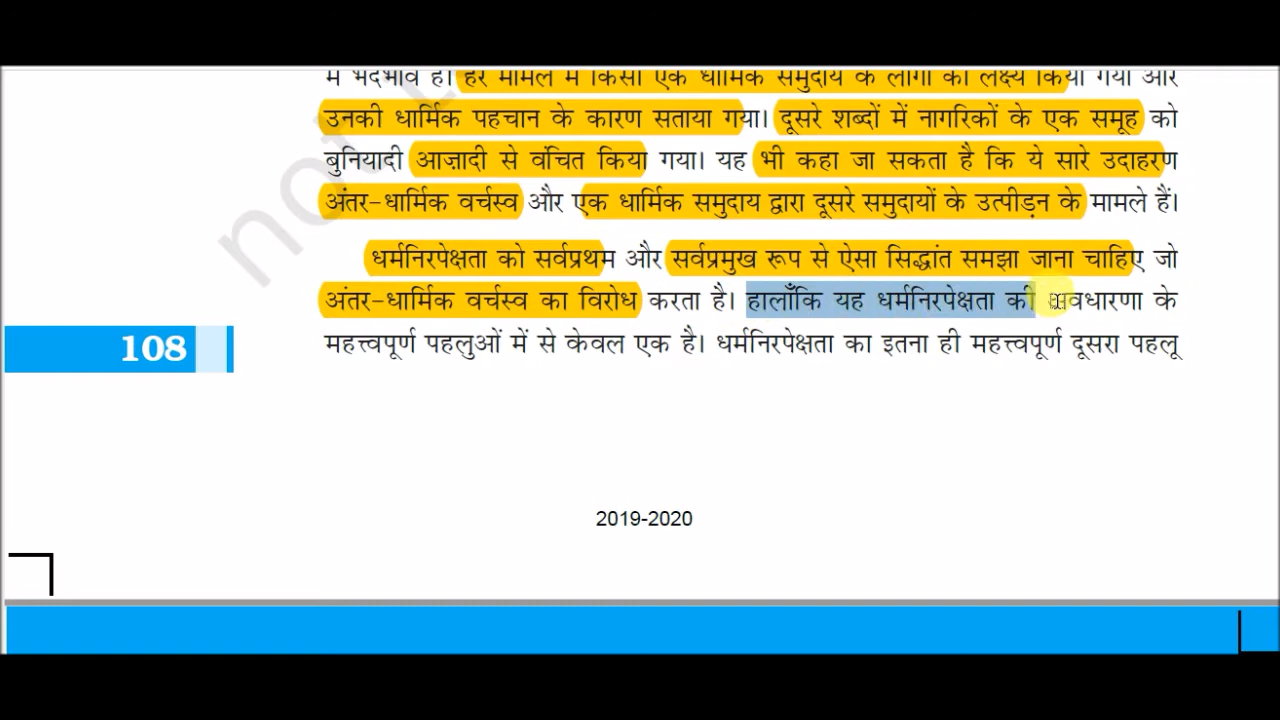 में भेदभाव है। हर मामले में किसी एक धार्मिक समुदाय के लोगों को लक्ष्य किया गया और
उनकी धार्मिक पहचान के कारण सताया गया। दूसरे शब्दों में नागरिकों के एक समूह को
बुनियादी आज़ादी से वंचित किया गया। यह भी कहा जा सकता है कि ये सारे उदाहरण
अंतर-धार्मिक वर्चस्व और एक धार्मिक समुदाय द्वारा दूसरे समुदायों के उत्पीड़न के मामले हैं।
धर्मनिरपेक्षता को सर्वप्रथम और सर्वप्रमुख रूप से ऐसा सिद्धांत समझा जाना चाहिए जो
अंतर-धार्मिक वर्चस्व का विरोध करता है। हालाँकि यह धर्मनिरपेक्षता की अवधारणा के
महत्त्वपूर्ण पहलुओं में से केवल एक है। धर्मनिरपेक्षता का इतना ही महत्त्वपूर्ण दूसरा पहलू
108
not
2019-2020